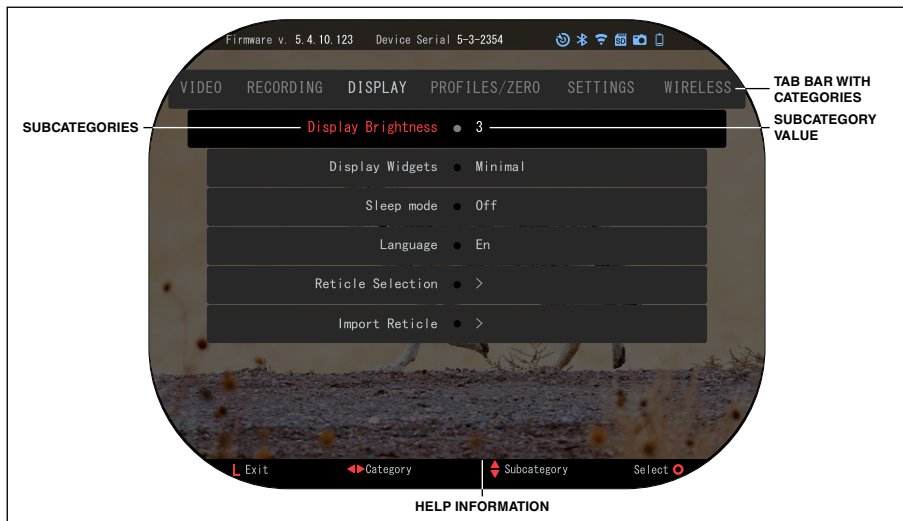 Firmware v. 5.4.10.123 Device Serial 5-3-2354 SD
VIDEO RECORDING DISPLAY PROFILES/ZERO SETTINGS WIRELESS
TAB BAR WITH
CATEGORIES
SUBCATEGORIES
Display Brightness 3
SUBCATEGORY
VALUE
Display Widgets Minimal
Sleep mode Off
Language En
Reticle Selection >
Import Reticle >
L Exit Category Subcategory Select
HELP INFORMATION